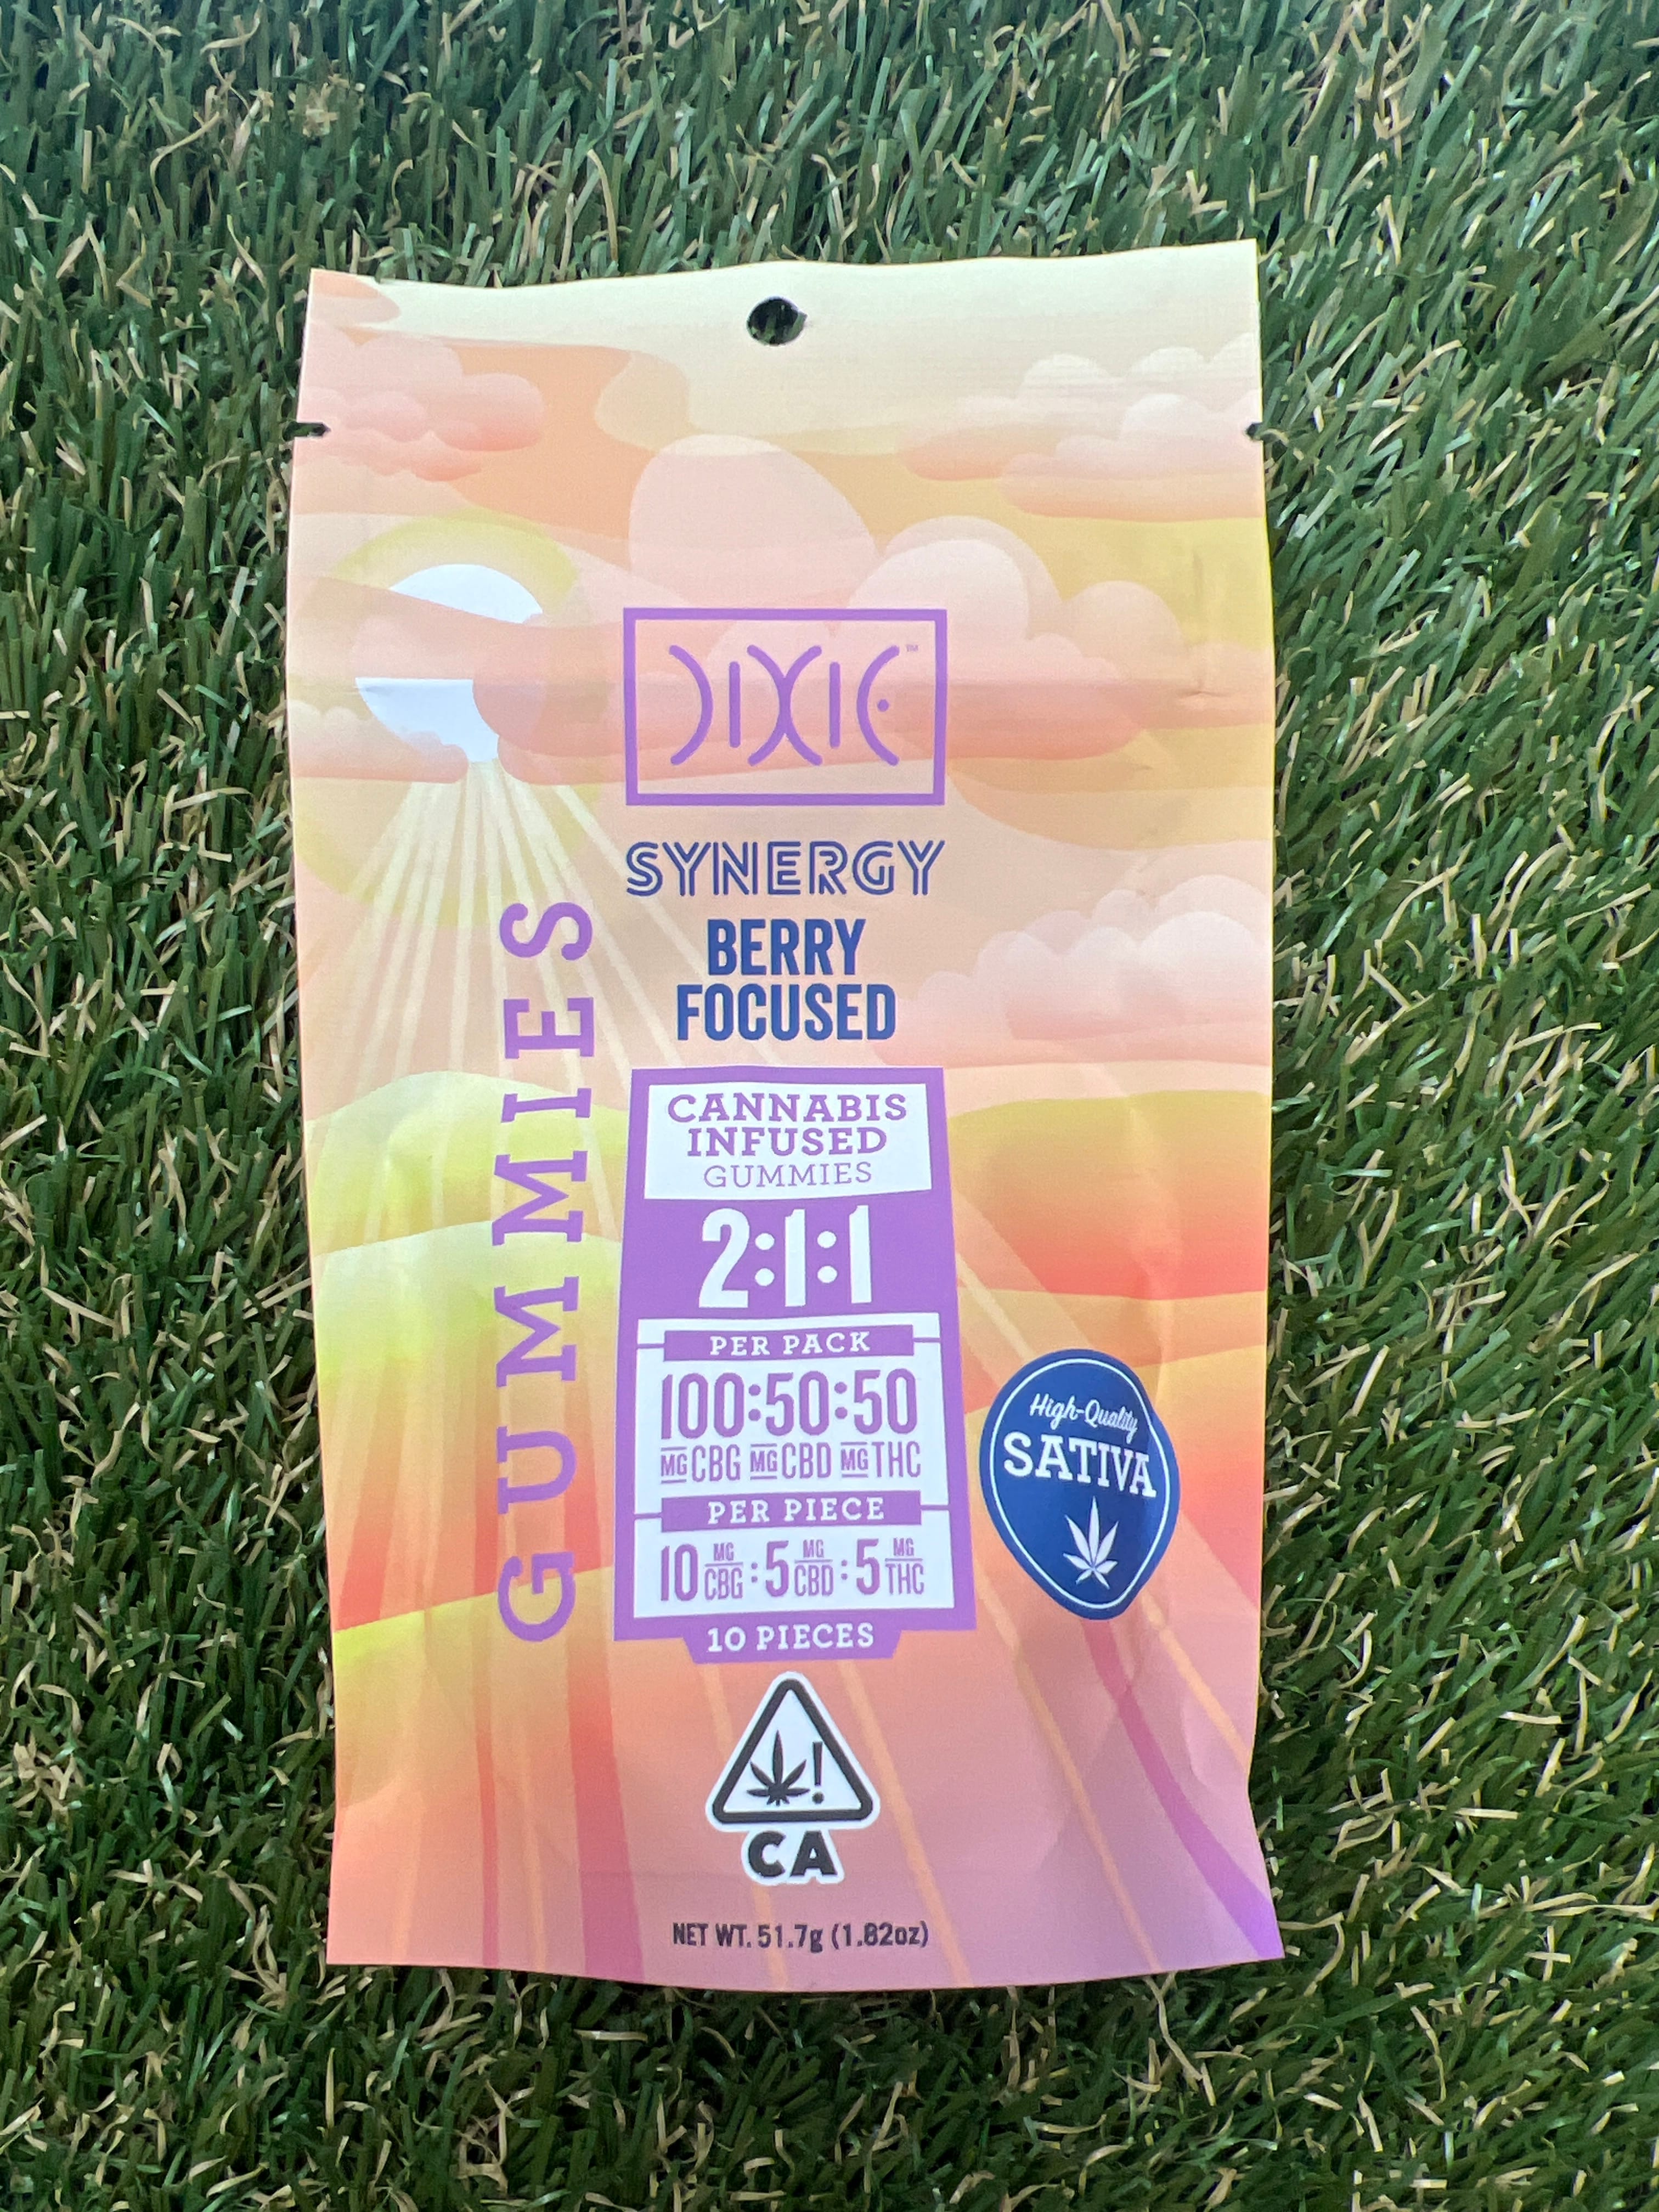 DIXIE™
SYNERGY
BERRY
FOCUSED
GUMMIES
CANNABIS
INFUSED
GUMMIES
2:1:1
PER PACK
100:50:50
MG CBG MG CBD MG THC
PER PIECE
10 MG CBG : 5 MG CBD : 5 MG THC
10 PIECES
High-Quality
SATIVA
!
CA
NET WT. 51.7g (1.82oz)